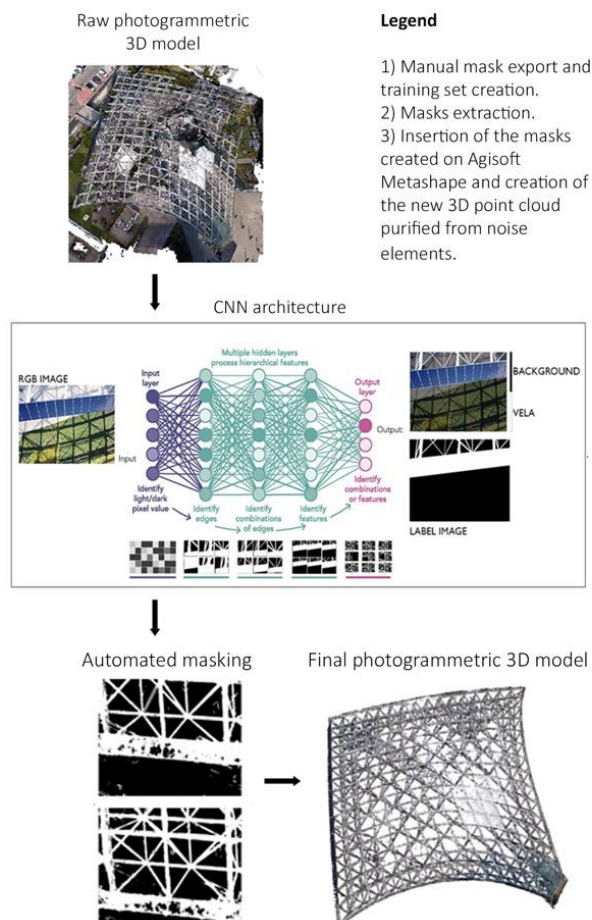 Raw photogrammetric
3D model
Legend
1) Manual mask export and
training set creation.
2) Masks extraction.
3) Insertion of the masks
created on Agisoft
Metashape and creation of
the new 3D point cloud
purified from noise
elements.
CNN architecture
Multiple hidden layers
process hierarchical features
RGB IMAGE
Input
layer
Output
layer
BACKGROUND
VELA
Input
Output:
Identify
light/dark
pixel value
Identify
edges
Identify
combinations
of edges
Identify
features
Identify
combinations
or features
LABEL IMAGE
Automated masking
Final photogrammetric 3D model